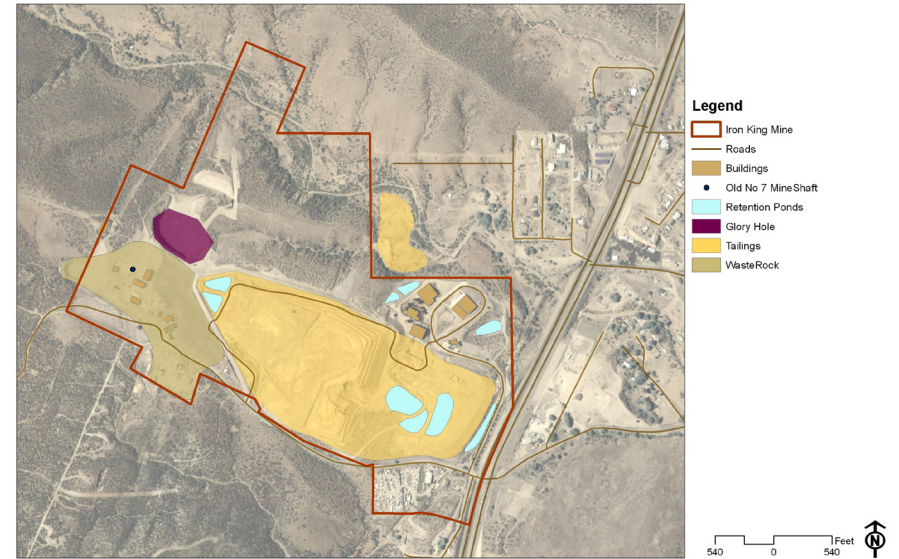 Legend
Iron King Mine
Roads
Buildings
Old No 7 MineShaft
Retention Ponds
Glory Hole
Tailings
WasteRock
Feet
540 0 540
N